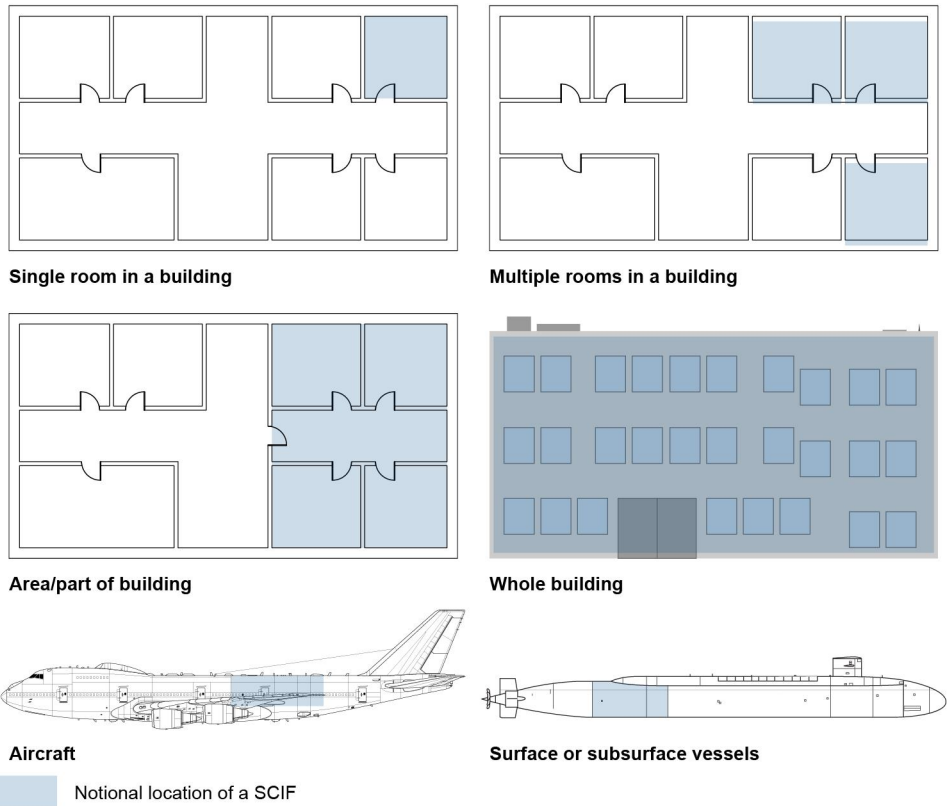 Single room in a building
Multiple rooms in a building
Area/part of building
Whole building
Aircraft
Surface or subsurface vessels
Notional location of a SCIF